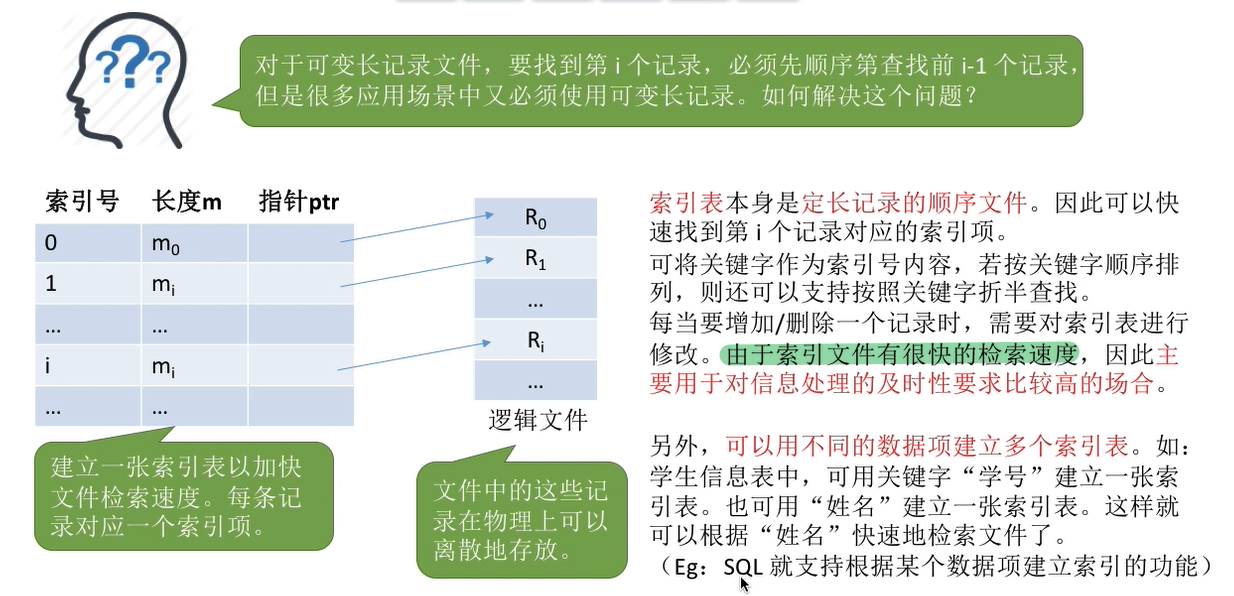 ???
对于可变长记录文件，要找到第 i 个记录，必须先顺序第查找前 i-1 个记录，
但是很多应用场景中又必须使用可变长记录。如何解决这个问题？
索引号 长度m 指针ptr
0 m₀
1 mᵢ
... ...
i mᵢ
... ...
R₀
R₁
...
Rᵢ
...
逻辑文件
建立一张索引表以加快
文件检索速度。每条记
录对应一个索引项。
文件中的这些记
录在物理上可以
离散地存放。
索引表本身是定长记录的顺序文件。因此可以快
速找到第 i 个记录对应的索引项。
可将关键字作为索引号内容，若按关键字顺序排
列，则还可以支持按照关键字折半查找。
每当要增加/删除一个记录时，需要对索引表进行
修改。由于索引文件有很快的检索速度，因此主
要用于对信息处理的及时性要求比较高的场合。
另外，可以用不同的数据项建立多个索引表。如：
学生信息表中，可用关键字“学号”建立一张索
引表。也可用“姓名”建立一张索引表。这样就
可以根据“姓名”快速地检索文件了。
（Eg：SQL 就支持根据某个数据项建立索引的功能）